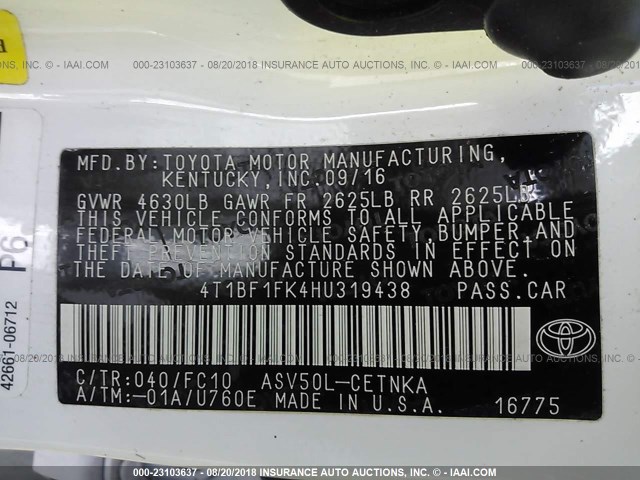 000-23103637 - 08/20/2018 INSURANCE AUTO AUCTIONS, INC. - © WWW.IAAI.COM
MFD.BY:TOYOTA MOTOR MANUFACTURING,
KENTUCKY,INC.09/16
GVWR 4630LB GAWR FR 2625LB RR 2625LB
THIS VEHICLE CONFORMS TO ALL APPLICABLE
FEDERAL MOTOR VEHICLE SAFETY,BUMPER,AND
THEFT PREVENTION STANDARDS IN EFFECT ON
THE DATE OF MANUFACTURE SHOWN ABOVE.
4T1BF1FK4HU319438 PASS.CAR
C/TR:040/FC10 ASV50L-CETNKA
A/TM:-01A/U760E MADE IN U.S.A. 16775
42661-06712
P6
000-23103637 - 08/20/2018 INSURANCE AUTO AUCTIONS, INC. - © WWW.IAAI.COM